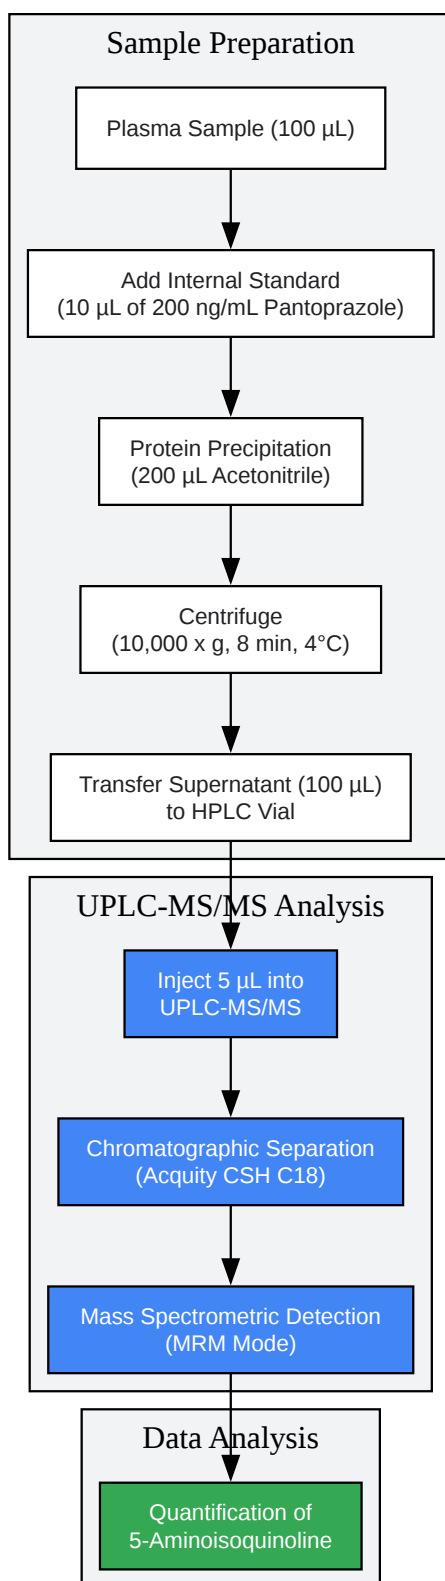 Sample Preparation
Plasma Sample (100 µL)
Add Internal Standard
(10 µL of 200 ng/mL Pantoprazole)
Protein Precipitation
(200 µL Acetonitrile)
Centrifuge
(10,000 x g, 8 min, 4°C)
Transfer Supernatant (100 µL)
to HPLC Vial
UPLC-MS/MS Analysis
Inject 5 µL into
UPLC-MS/MS
Chromatographic Separation
(Acquity CSH C18)
Mass Spectrometric Detection
(MRM Mode)
Data Analysis
Quantification of
5-Aminoisoquinoline